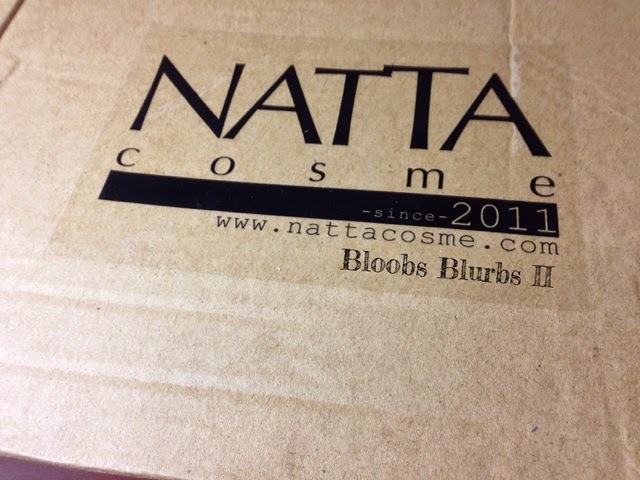 NATTA
cosme
-since-2011
www.nattacosme.com
Bloobs Blurbs II